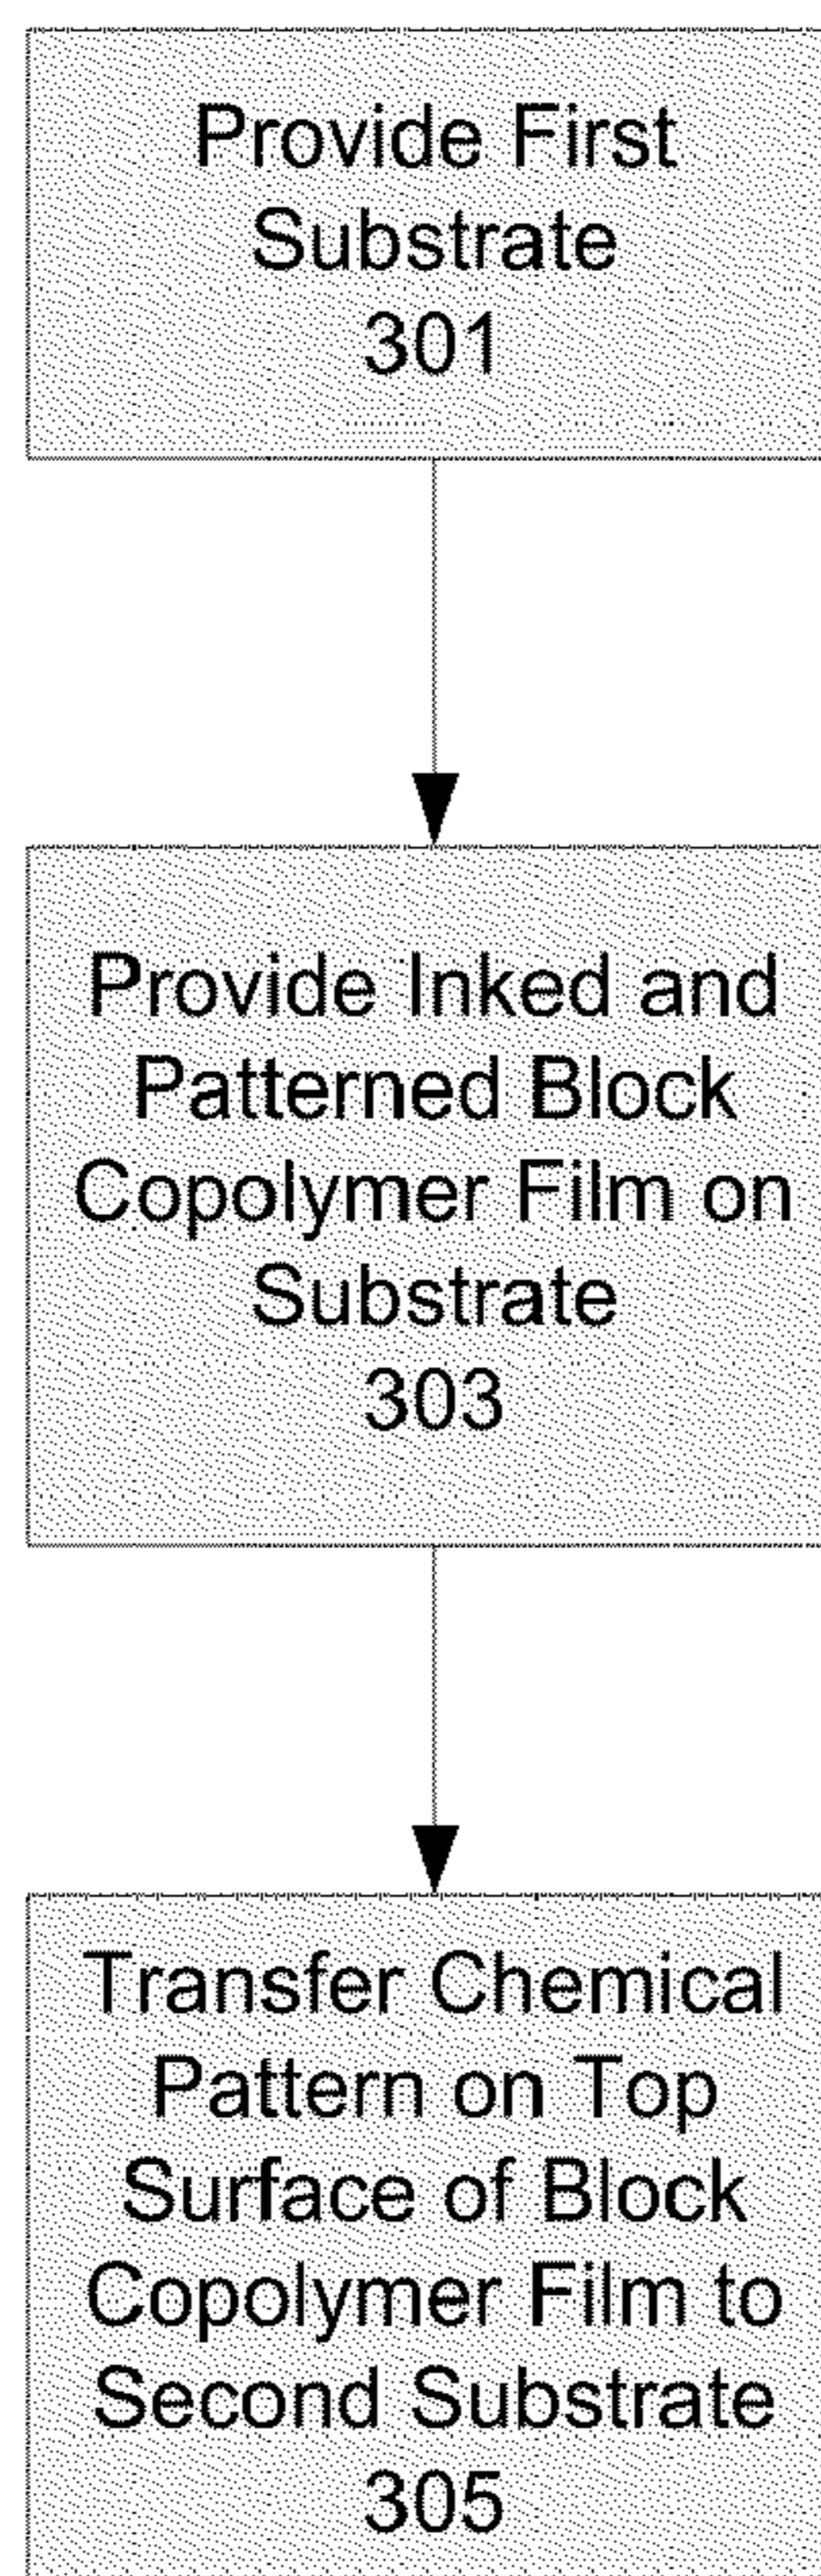 Provide First
Substrate
301
Provide Inked and
Patterned Block
Copolymer Film on
Substrate
303
Transfer Chemical
Pattern on Top
Surface of Block
Copolymer Film to
Second Substrate
305